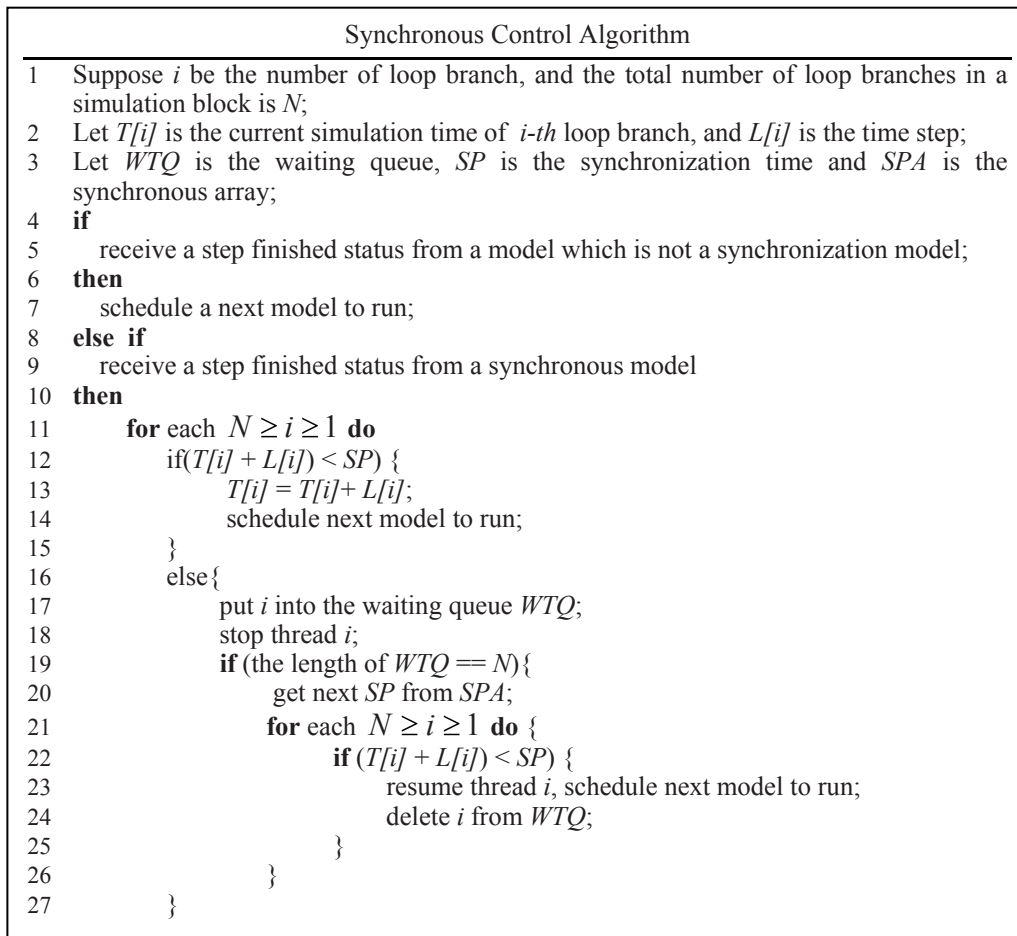 Synchronous Control Algorithm
1 Suppose i be the number of loop branch, and the total number of loop branches in a
simulation block is N;
2 Let T[i] is the current simulation time of i-th loop branch, and L[i] is the time step;
3 Let WTQ is the waiting queue, SP is the synchronization time and SPA is the
synchronous array;
4 if
5 receive a step finished status from a model which is not a synchronization model;
6 then
7 schedule a next model to run;
8 else if
9 receive a step finished status from a synchronous model
10 then
11 for each N ≥ i ≥ 1 do
12 if(T[i] + L[i]) < SP) {
13 T[i] = T[i]+ L[i];
14 schedule next model to run;
15 }
16 else{
17 put i into the waiting queue WTQ;
18 stop thread i;
19 if (the length of WTQ == N){
20 get next SP from SPA;
21 for each N ≥ i ≥ 1 do {
22 if (T[i] + L[i]) < SP) {
23 resume thread i, schedule next model to run;
24 delete i from WTQ;
25 }
26 }
27 }